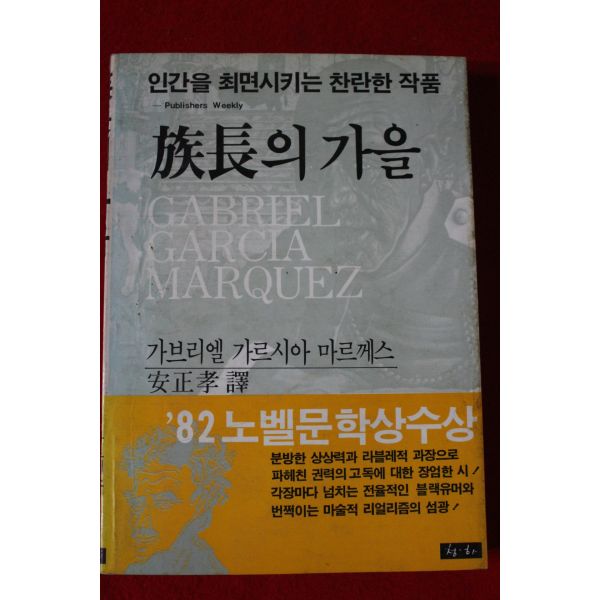 인간을 최면시키는 찬란한 작품
— Publishers Weekly
族長의 가을
GABRIEL
GARCIA
MARQUEZ
가브리엘 가르시아 마르께스
安正孝 譯
'82 노벨문학상수상
분방한 상상력과 라블레적 과장으로
파헤친 권력의 고독에 대한 장엄한 시!
각장마다 넘치는 전율적인 블랙유머와
번쩍이는 마술적 리얼리즘의 섬광!
청·하